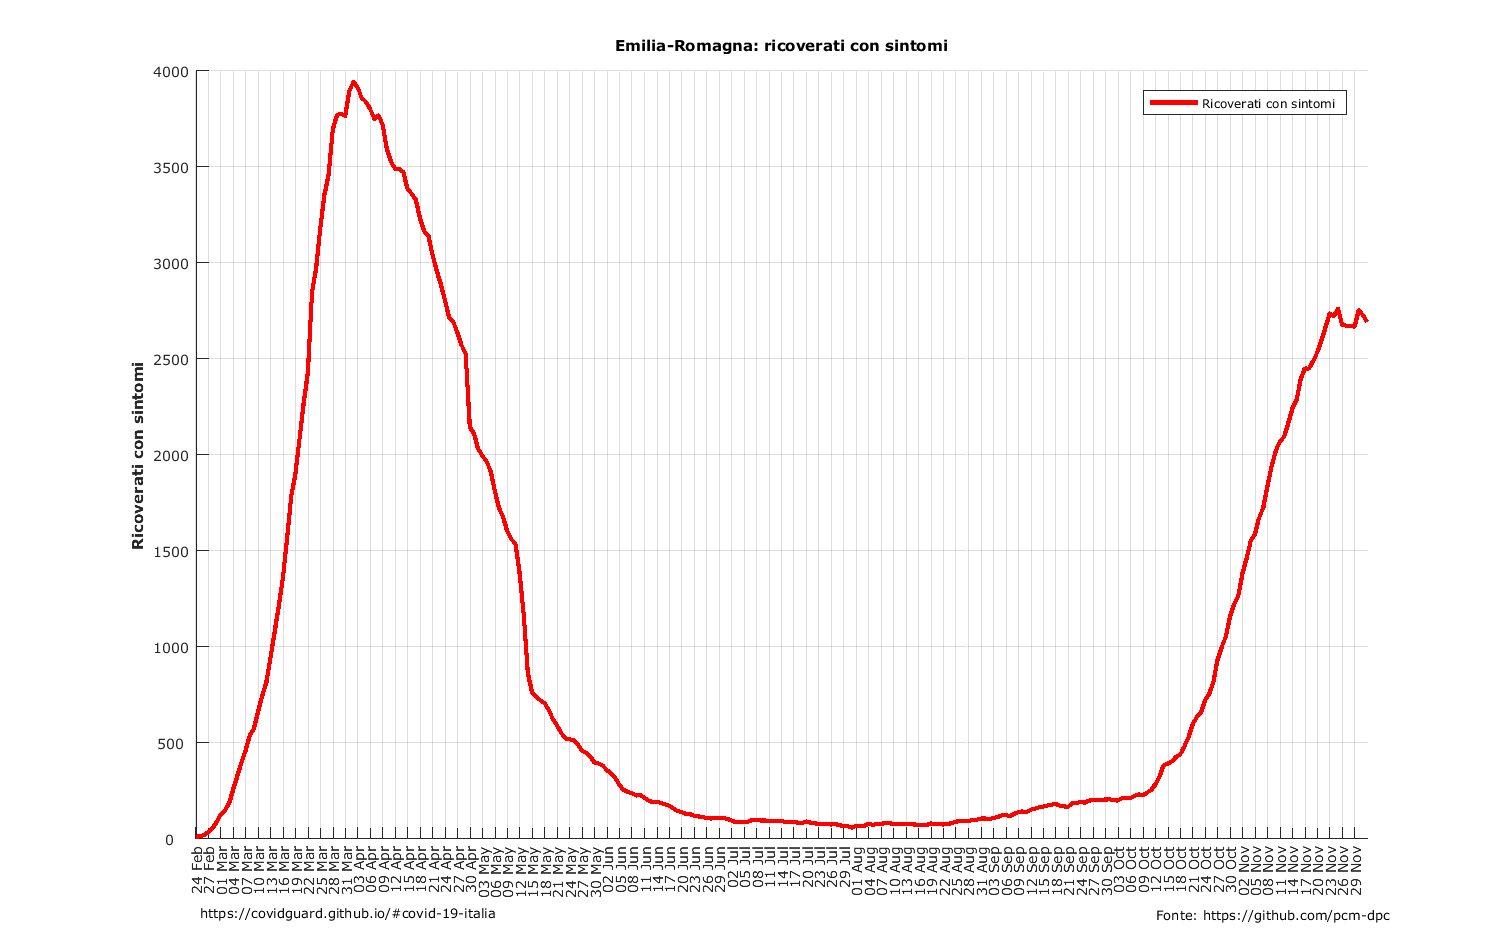 Emilia-Romagna: ricoverati con sintomi
Ricoverati con sintomi
Ricoverati con sintomi
4000
3500
3000
2500
2000
1500
1000
500
0
24 Feb
27 Feb
01 Mar
04 Mar
07 Mar
10 Mar
13 Mar
16 Mar
19 Mar
22 Mar
25 Mar
28 Mar
31 Mar
03 Apr
06 Apr
09 Apr
12 Apr
15 Apr
18 Apr
21 Apr
24 Apr
27 Apr
30 Apr
03 May
06 May
09 May
12 May
15 May
18 May
21 May
24 May
27 May
30 May
02 Jun
05 Jun
08 Jun
11 Jun
14 Jun
17 Jun
20 Jun
23 Jun
26 Jun
29 Jun
02 Jul
05 Jul
08 Jul
11 Jul
14 Jul
17 Jul
20 Jul
23 Jul
26 Jul
29 Jul
01 Aug
04 Aug
07 Aug
10 Aug
13 Aug
16 Aug
19 Aug
22 Aug
25 Aug
28 Aug
31 Aug
03 Sep
06 Sep
09 Sep
12 Sep
15 Sep
18 Sep
21 Sep
24 Sep
27 Sep
30 Sep
03 Oct
06 Oct
09 Oct
12 Oct
15 Oct
18 Oct
21 Oct
24 Oct
27 Oct
30 Oct
02 Nov
05 Nov
08 Nov
11 Nov
14 Nov
17 Nov
20 Nov
23 Nov
26 Nov
29 Nov
https://covidguard.github.io/#covid-19-italia
Fonte: https://github.com/pcm-dpc